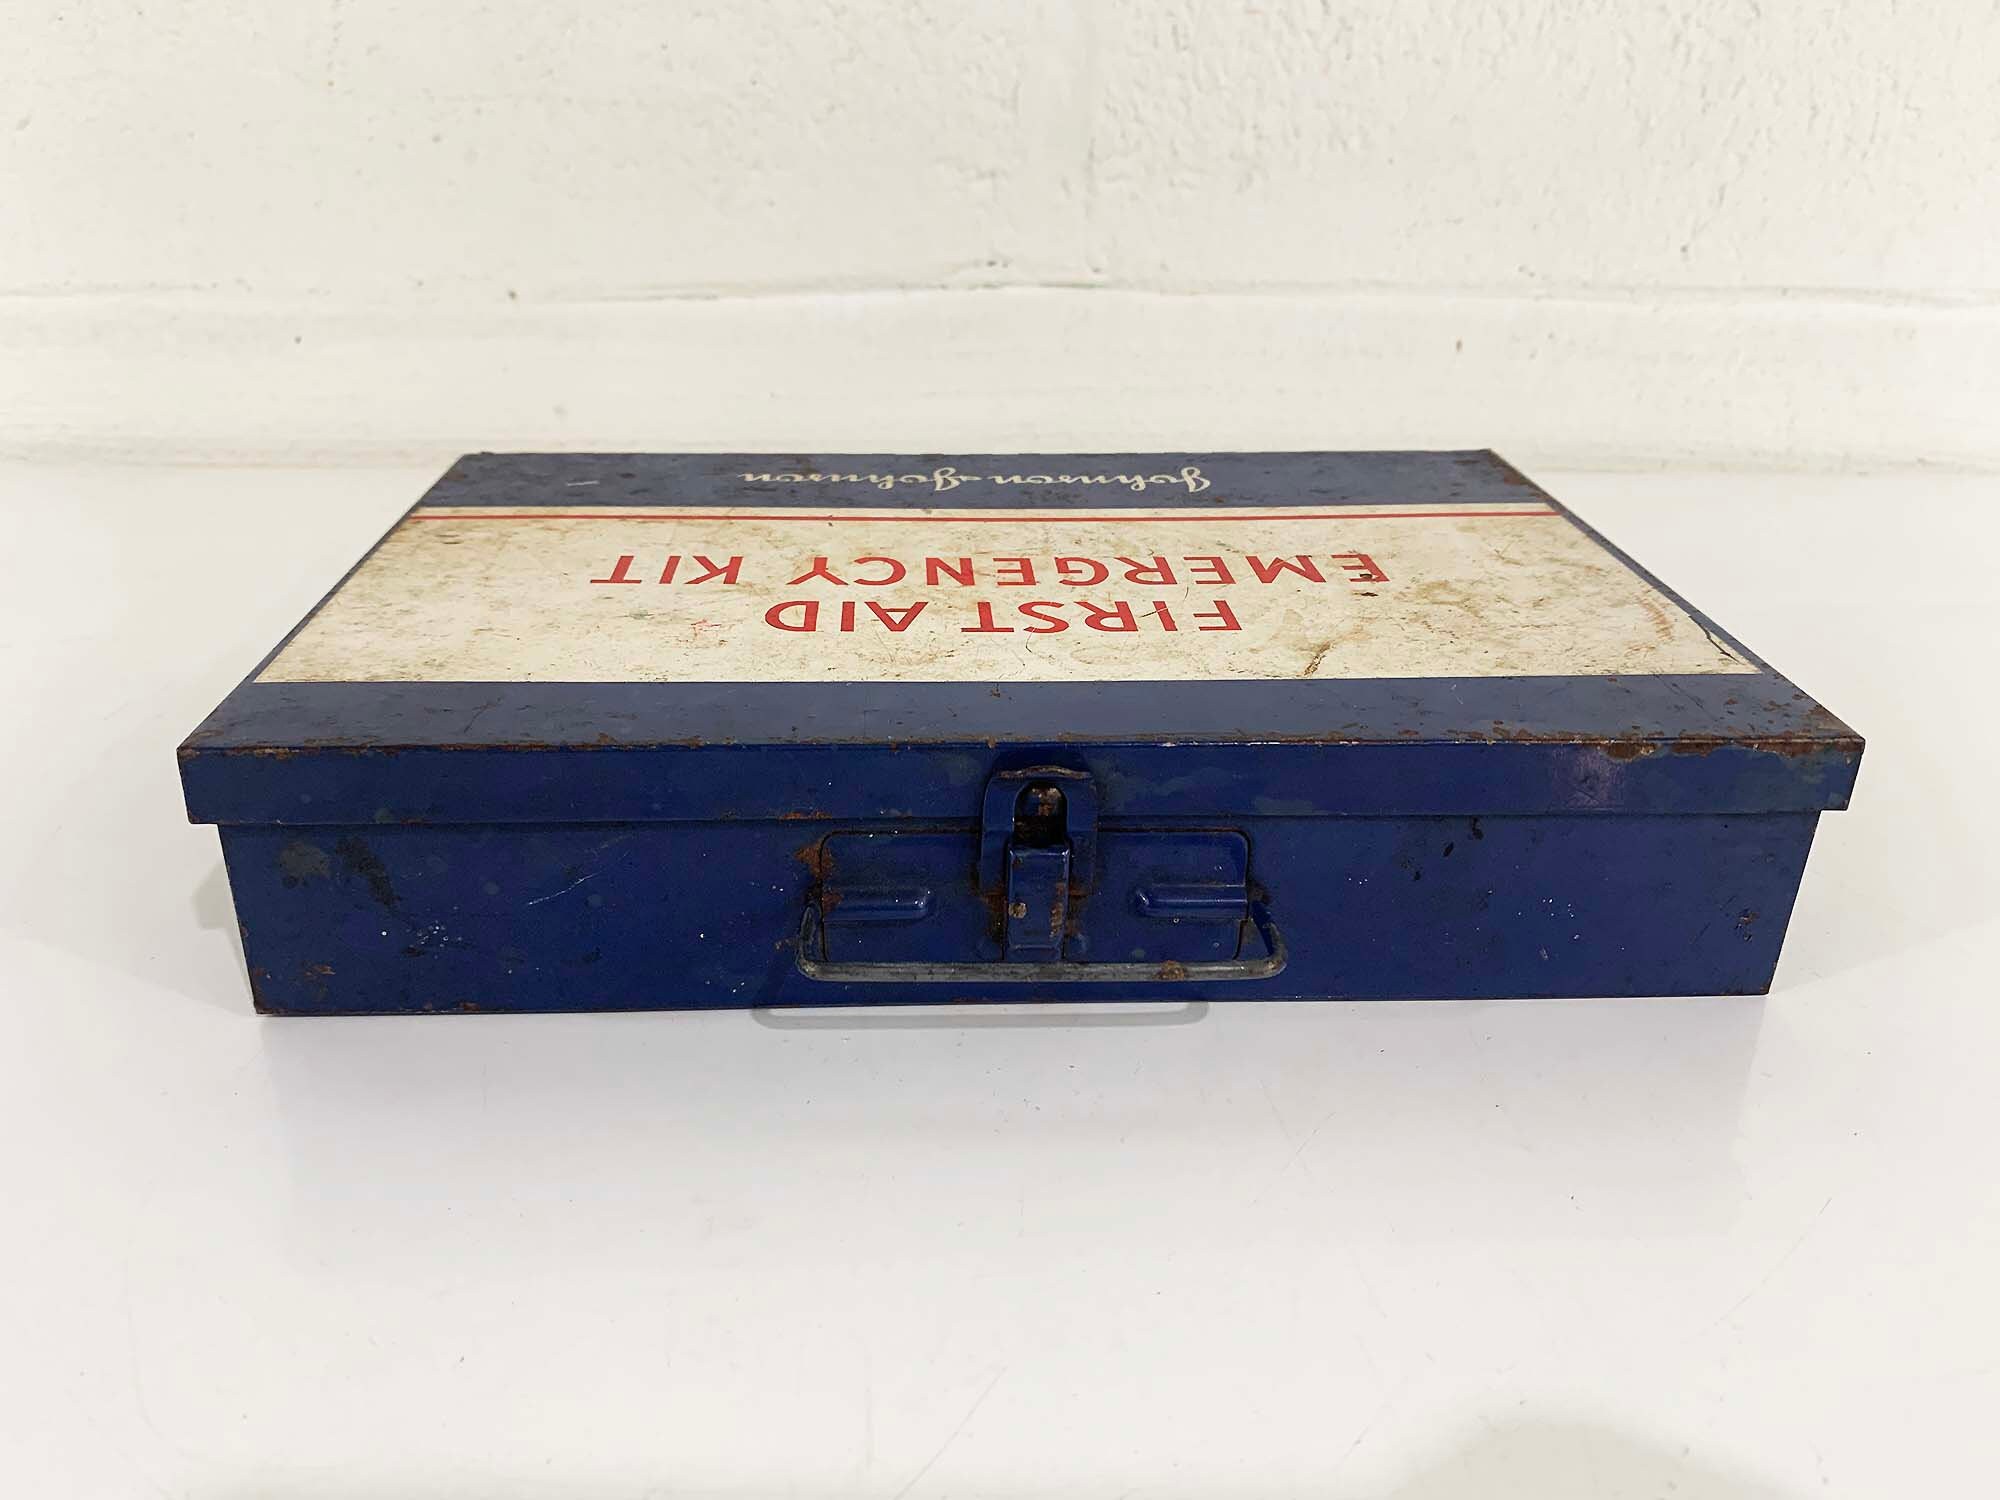 FIRST AID
EMERGENCY KIT
Johnson & Johnson